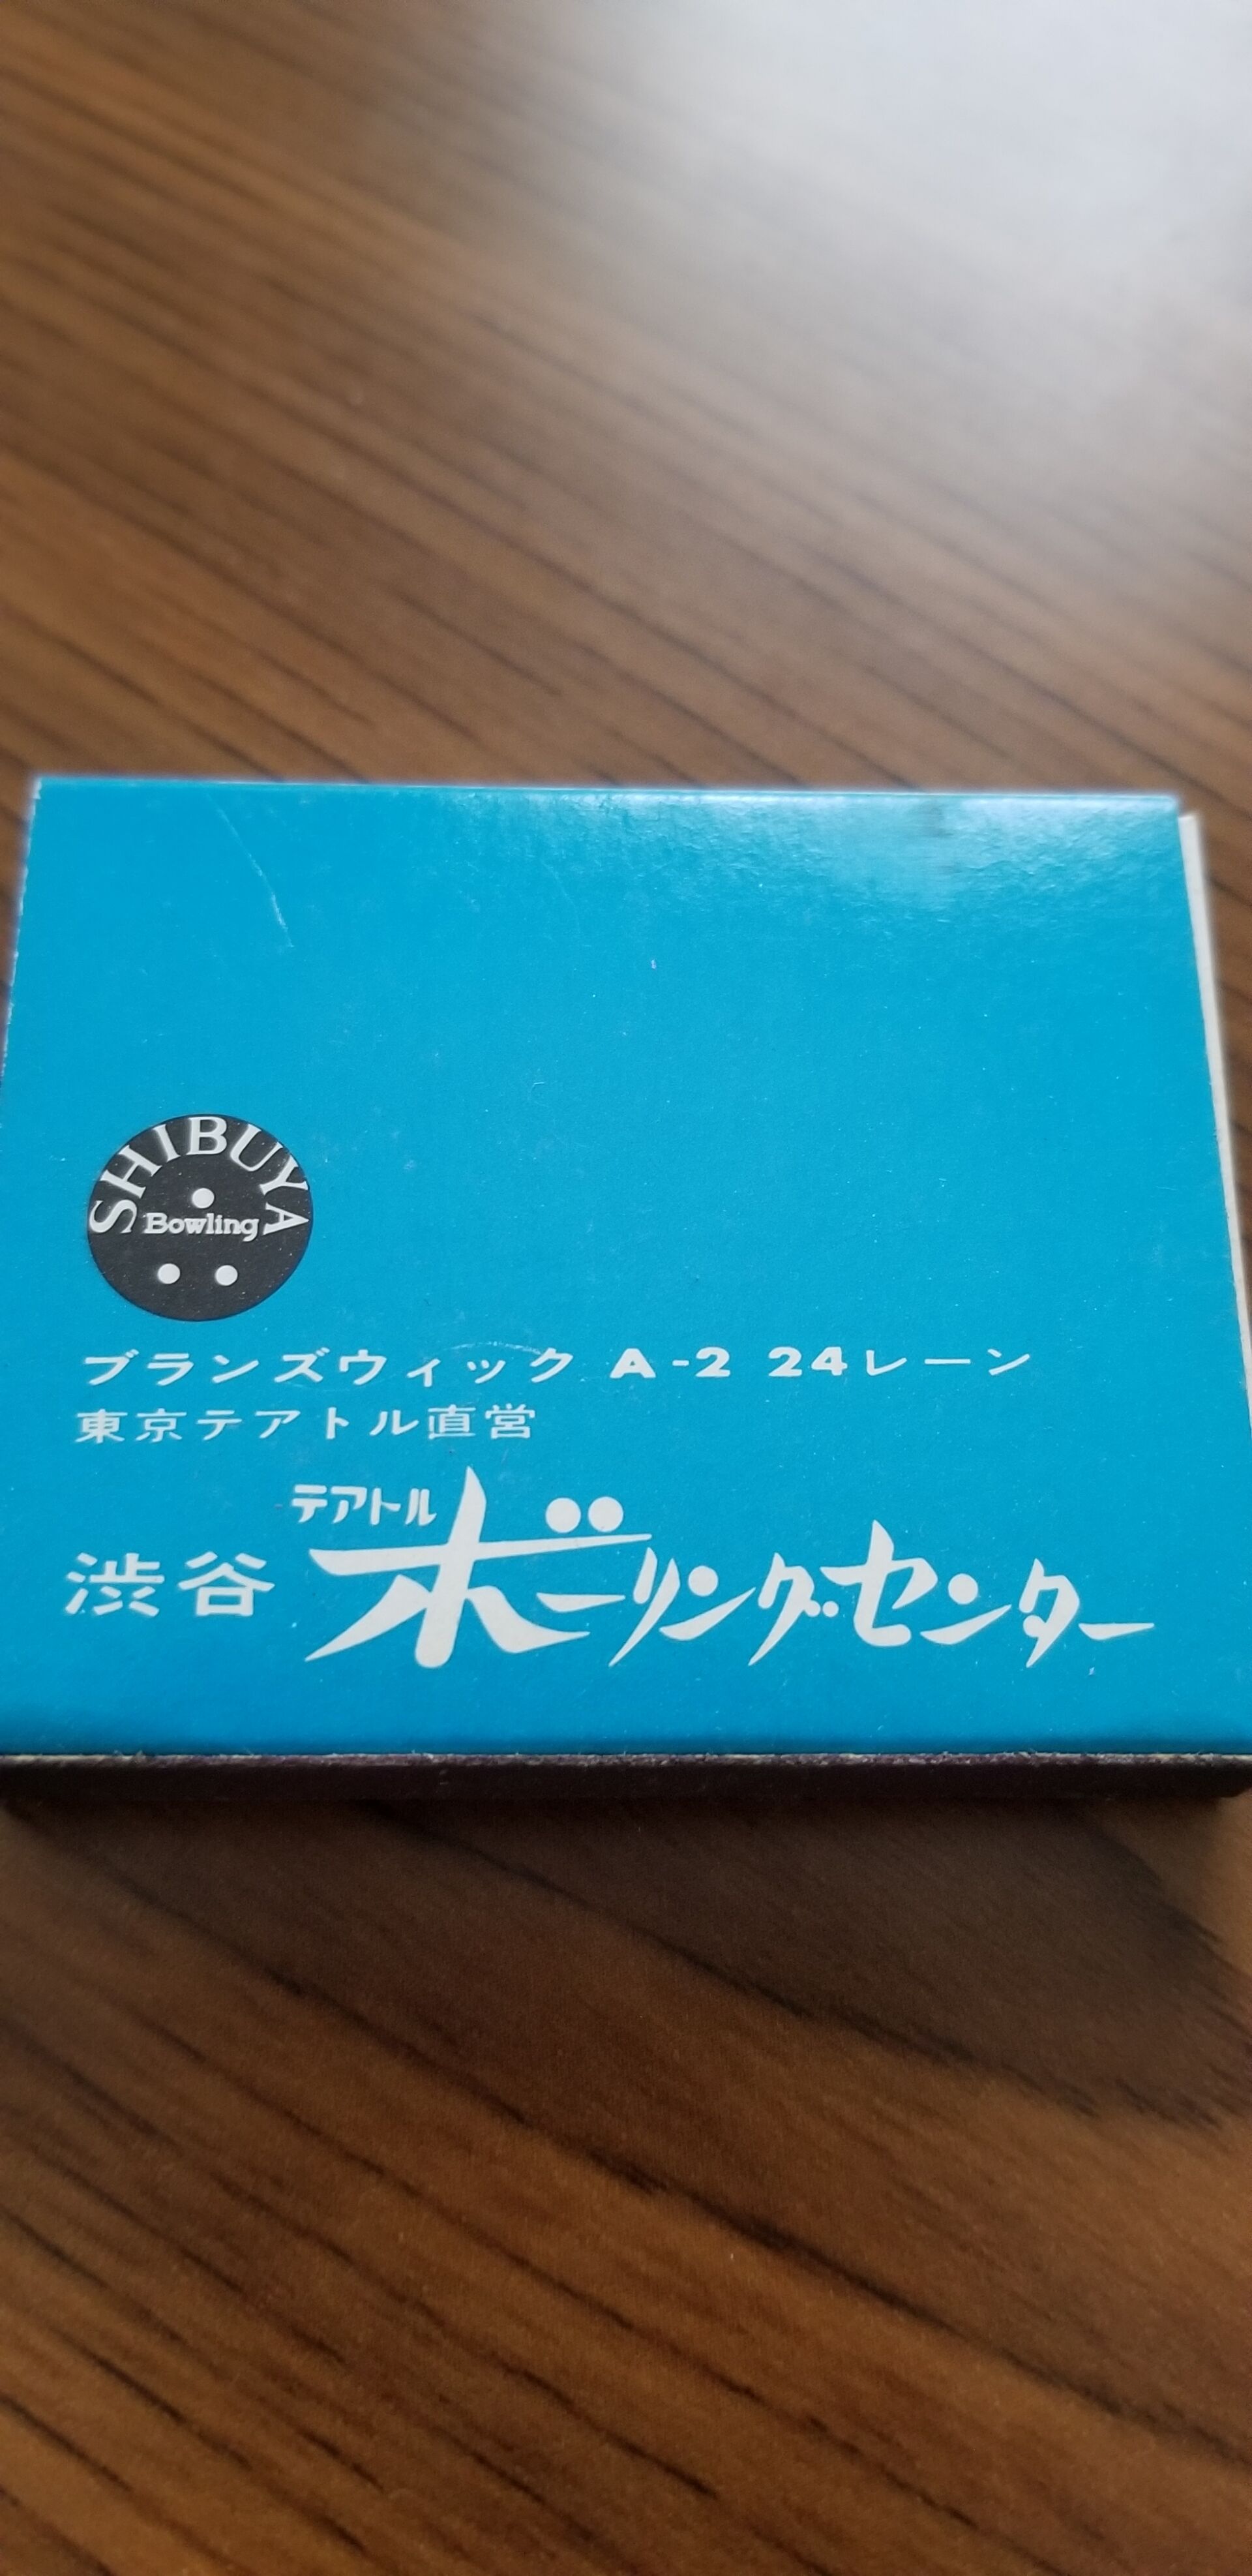 SHIBUYA
Bowling
ブランズウィック A-2 24レーン
東京テアトル直営
テアトル
渋谷 ボーリング・センター